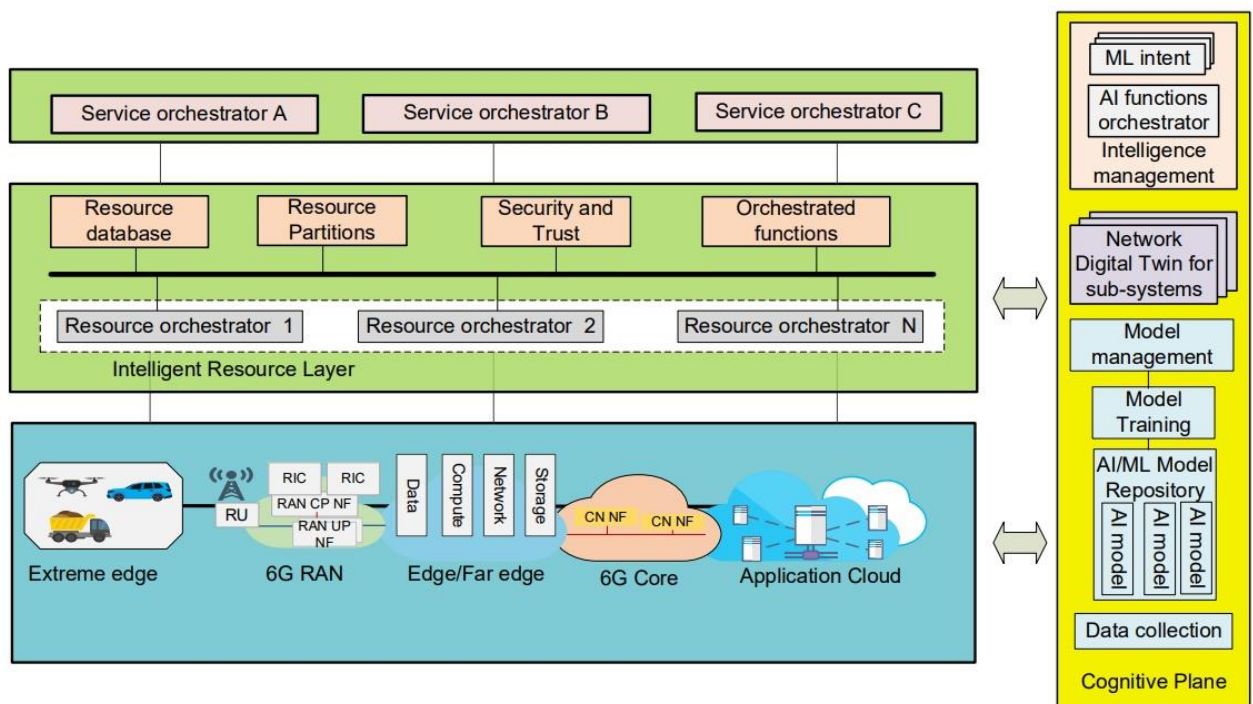 Service orchestrator A
Service orchestrator B
Service orchestrator C
Resource
database
Resource
Partitions
Security and
Trust
Orchestrated
functions
Resource orchestrator 1
Resource orchestrator 2
Resource orchestrator N
Intelligent Resource Layer
RIC
RIC
RAN CP NF
RU
RAN UP
NF
Data
Compute
Network
Storage
CN NF
CN NF
Extreme edge
6G RAN
Edge/Far edge
6G Core
Application Cloud
ML intent
AI functions
orchestrator
Intelligence
management
Network
Digital Twin for
sub-systems
Model
management
Model
Training
AI/ML Model
Repository
AI model
AI model
AI model
Data collection
Cognitive Plane